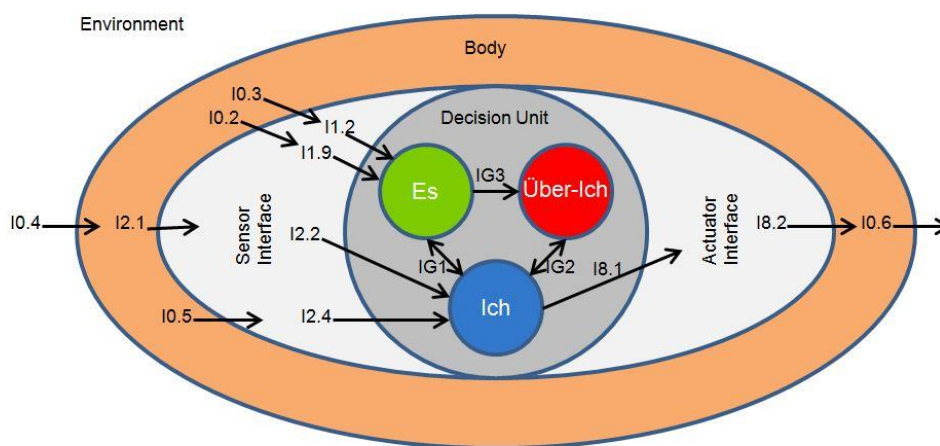 Environment
Body
I0.3
I0.2
I1.2
I1.9
Decision Unit
Es
IG3
Über-Ich
I0.4
I2.1
Sensor
Interface
I2.2
IG1
IG2
I8.1
Actuator
Interface
I8.2
I0.6
I0.5
I2.4
Ich